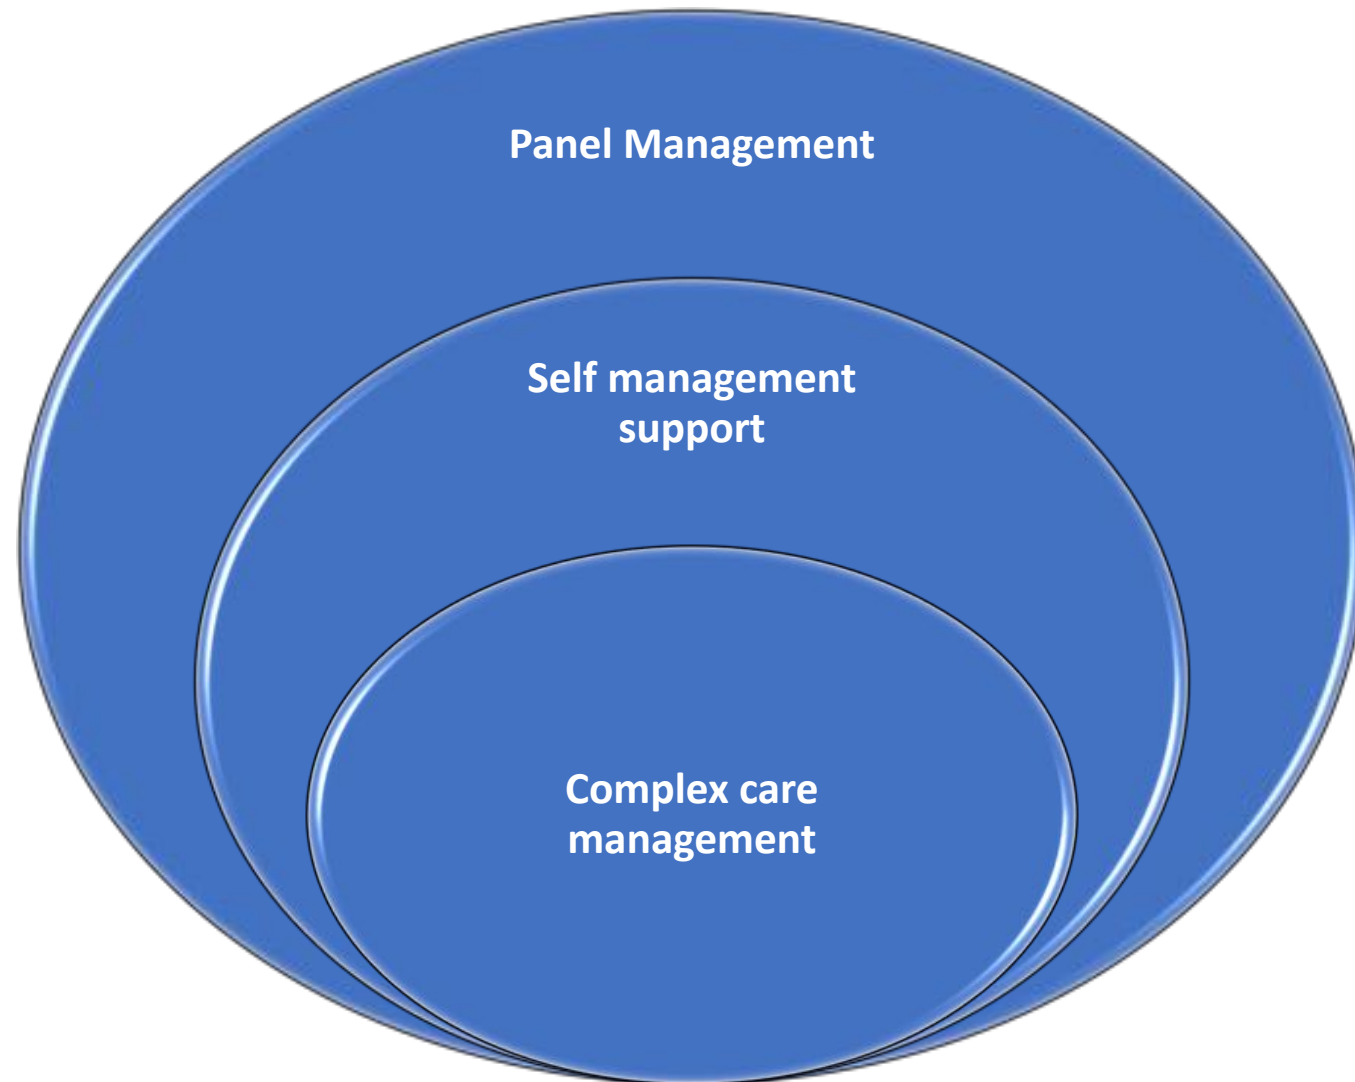 Panel Management
Self management
support
Complex care
management